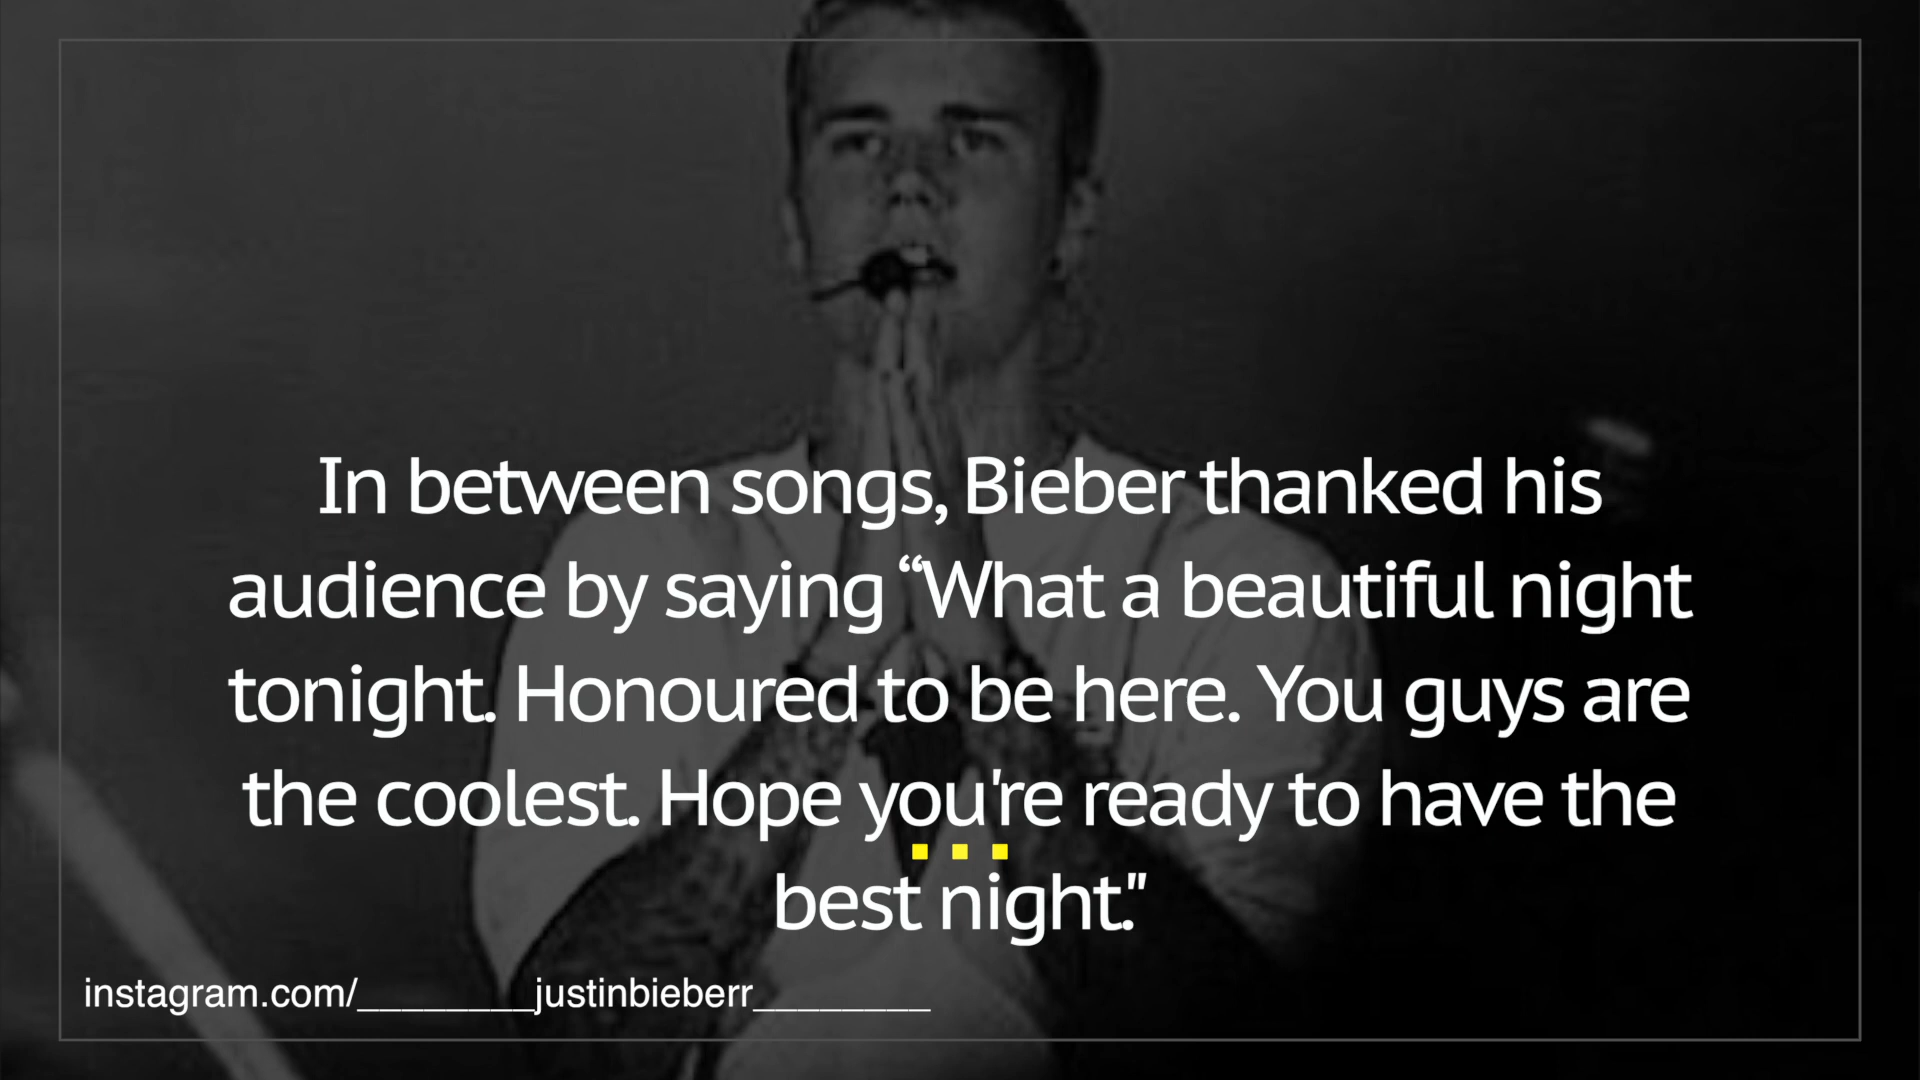 In between songs, Bieber thanked his
audience by saying “What a beautiful night
tonight. Honoured to be here. You guys are
the coolest. Hope you're ready to have the
best night."
instagram.com/________justinbieberr________